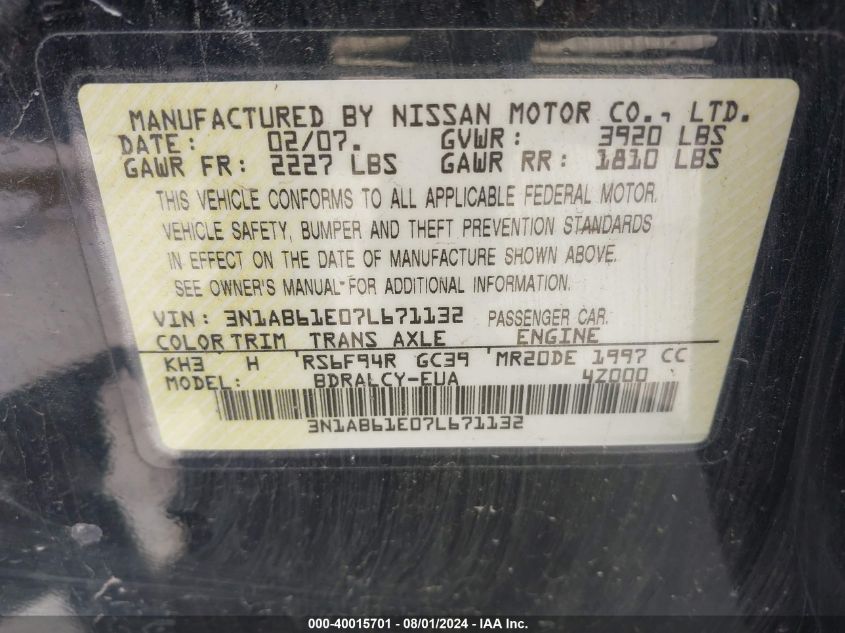 MANUFACTURED BY NISSAN MOTOR CO., LTD.
DATE: 02/07. GVWR: 3920 LBS
GAWR FR: 2227 LBS GAWR RR: 1810 LBS
THIS VEHICLE CONFORMS TO ALL APPLICABLE FEDERAL MOTOR.
VEHICLE SAFETY, BUMPER AND THEFT PREVENTION STANDARDS
IN EFFECT ON THE DATE OF MANUFACTURE SHOWN ABOVE.
SEE OWNER'S MANUAL FOR ADDITIONAL INFORMATION.
VIN: 3N1AB61E07L671132 PASSENGER CAR.
COLOR TRIM TRANS AXLE ENGINE
KH3 H RS6F94R GC39 MR20DE 1997 CC
MODEL: BDRALCY-EUA 4Z000
3N1AB61E07L671132
000-40015701 - 08/01/2024 - IAA Inc.